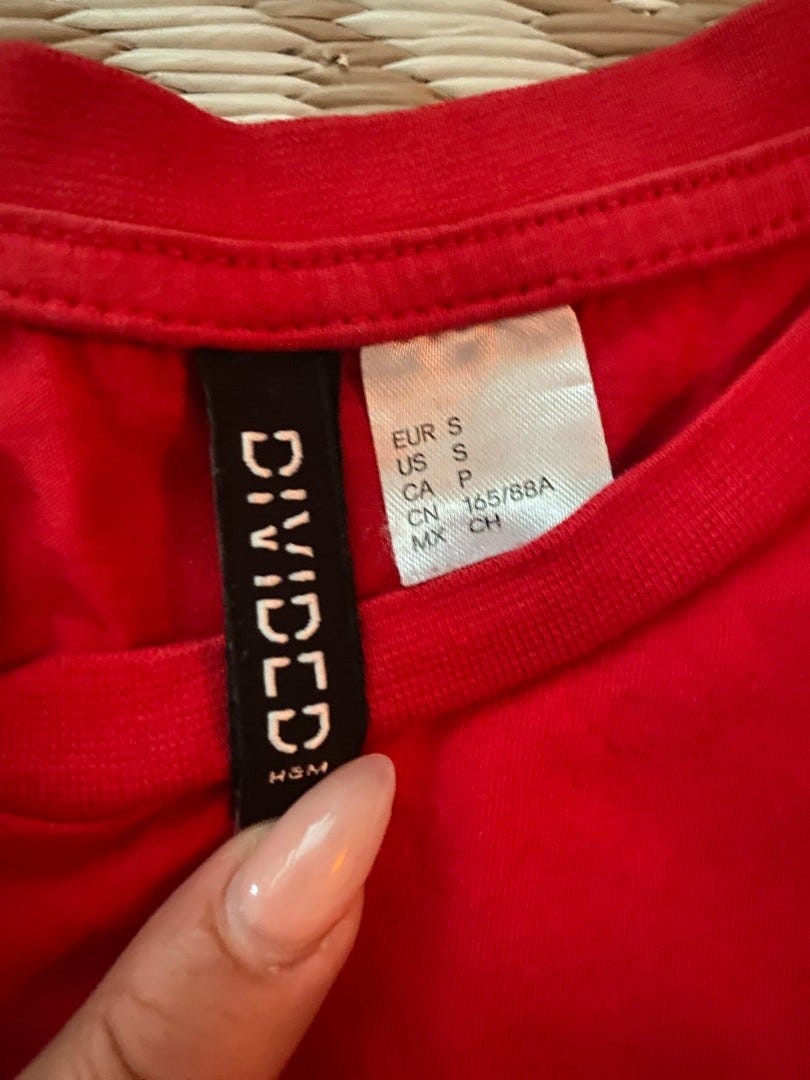 DIVIDED
H&M
EUR S
US S
CA P
CN 165/88A
MX CH